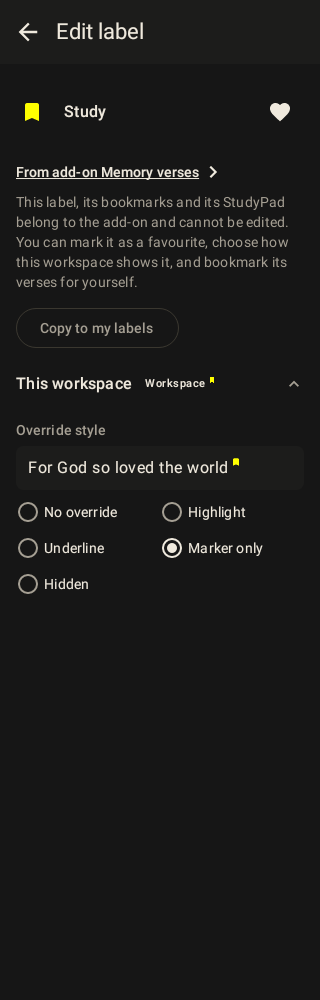 Edit label
Study
From add-on Memory verses
This label, its bookmarks and its StudyPad
belong to the add-on and cannot be edited.
You can mark it as a favourite, choose how
this workspace shows it, and bookmark its
verses for yourself.
Copy to my labels
This workspace Workspace
Override style
For God so loved the world
No override Highlight
Underline Marker only
Hidden